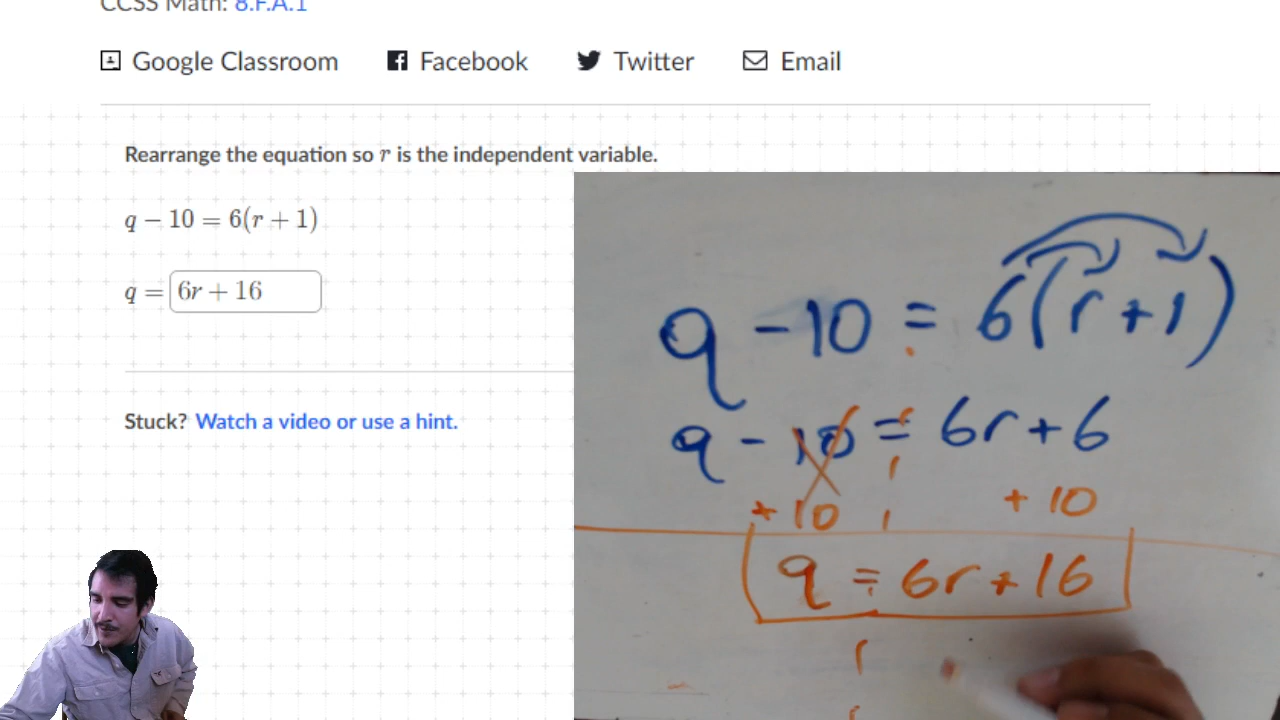 CCSS Math: 8.F.A.1
Google Classroom Facebook Twitter Email
Rearrange the equation so r is the independent variable.
q − 10 = 6(r + 1)
q = 6r + 16
Stuck? Watch a video or use a hint.
q - 10 = 6(r + 1)
q - 10 = 6r + 6
+ 10 + 10
q = 6r + 16